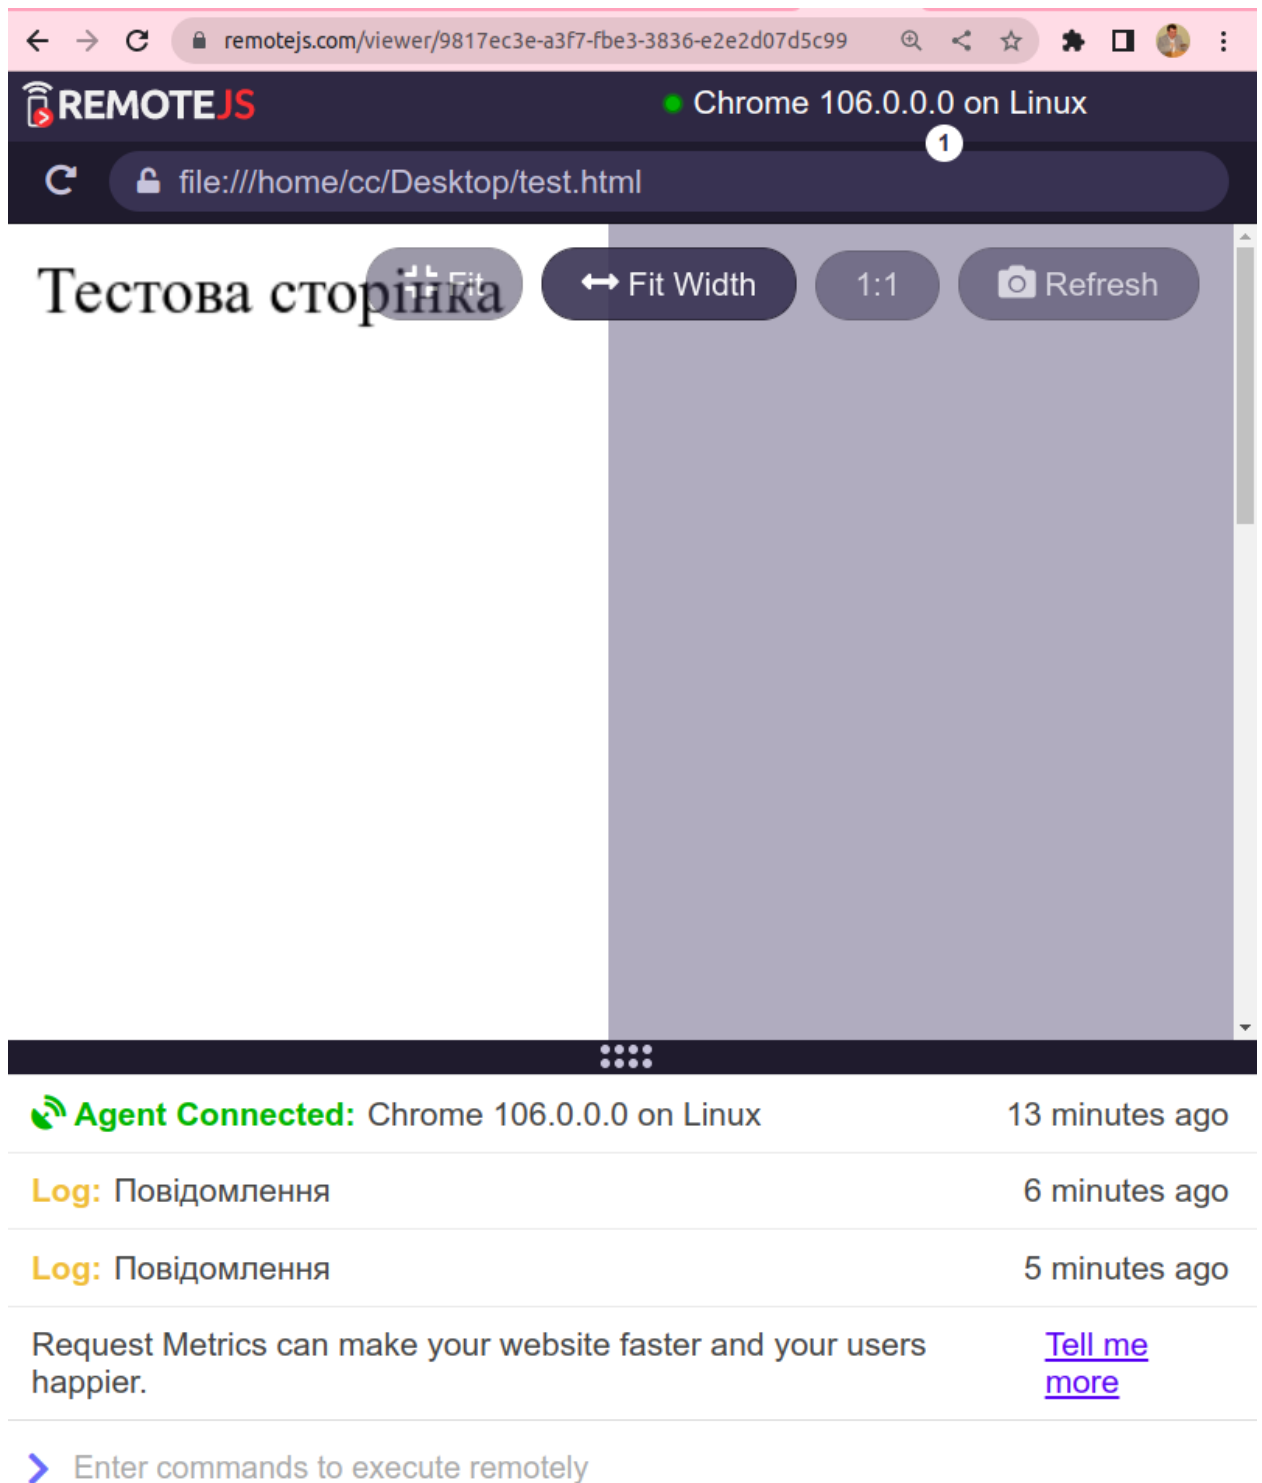 remotejs.com/viewer/9817ec3e-a3f7-fbe3-3836-e2e2d07d5c99
REMOTEJS
Chrome 106.0.0.0 on Linux
1
file:///home/cc/Desktop/test.html
Тестова сторінка
Fit
Fit Width
1:1
Refresh
Agent Connected: Chrome 106.0.0.0 on Linux
13 minutes ago
Log: Повідомлення
6 minutes ago
Log: Повідомлення
5 minutes ago
Request Metrics can make your website faster and your users
happier.
Tell me
more
Enter commands to execute remotely